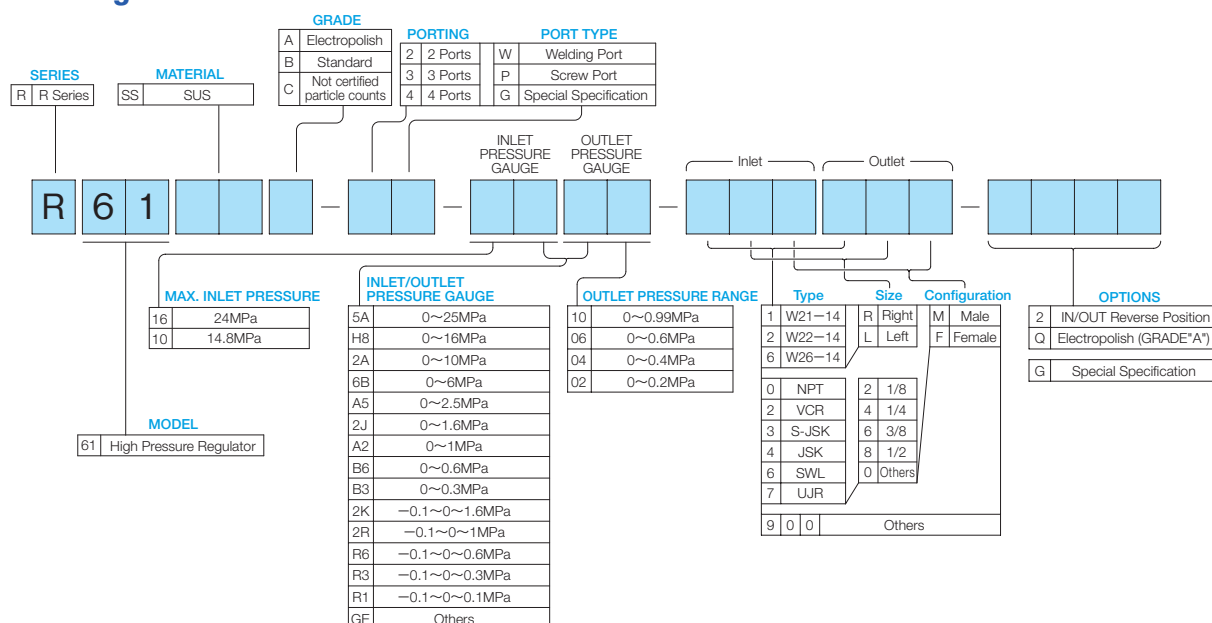 GRADE
A Electropolish
B Standard
C Not certified particle counts
PORTING
2 2 Ports
3 3 Ports
4 4 Ports
PORT TYPE
W Welding Port
P Screw Port
G Special Specification
SERIES
R R Series
MATERIAL
SS SUS
INLET
PRESSURE
GAUGE
OUTLET
PRESSURE
GAUGE
Inlet
Outlet
R 6 1 — — — —
MAX. INLET PRESSURE
16 24MPa
10 14.8MPa
MODEL
61 High Pressure Regulator
INLET/OUTLET
PRESSURE GAUGE
5A 0～25MPa
H8 0～16MPa
2A 0～10MPa
6B 0～6MPa
A5 0～2.5MPa
2J 0～1.6MPa
A2 0～1MPa
B6 0～0.6MPa
B3 0～0.3MPa
2K －0.1～0～1.6MPa
2R －0.1～0～1MPa
R6 －0.1～0～0.6MPa
R3 －0.1～0～0.3MPa
R1 －0.1～0～0.1MPa
GF Others
OUTLET PRESSURE RANGE
10 0～0.99MPa
06 0～0.6MPa
04 0～0.4MPa
02 0～0.2MPa
Type Size Configuration
1 W21－14 R Right M Male
2 W22－14 L Left F Female
6 W26－14
0 NPT 2 1/8
2 VCR 4 1/4
3 S-JSK 6 3/8
4 JSK 8 1/2
6 SWL 0 Others
7 UJR
9 0 0 Others
OPTIONS
2 IN/OUT Reverse Position
Q Electropolish (GRADE"A")
G Special Specification